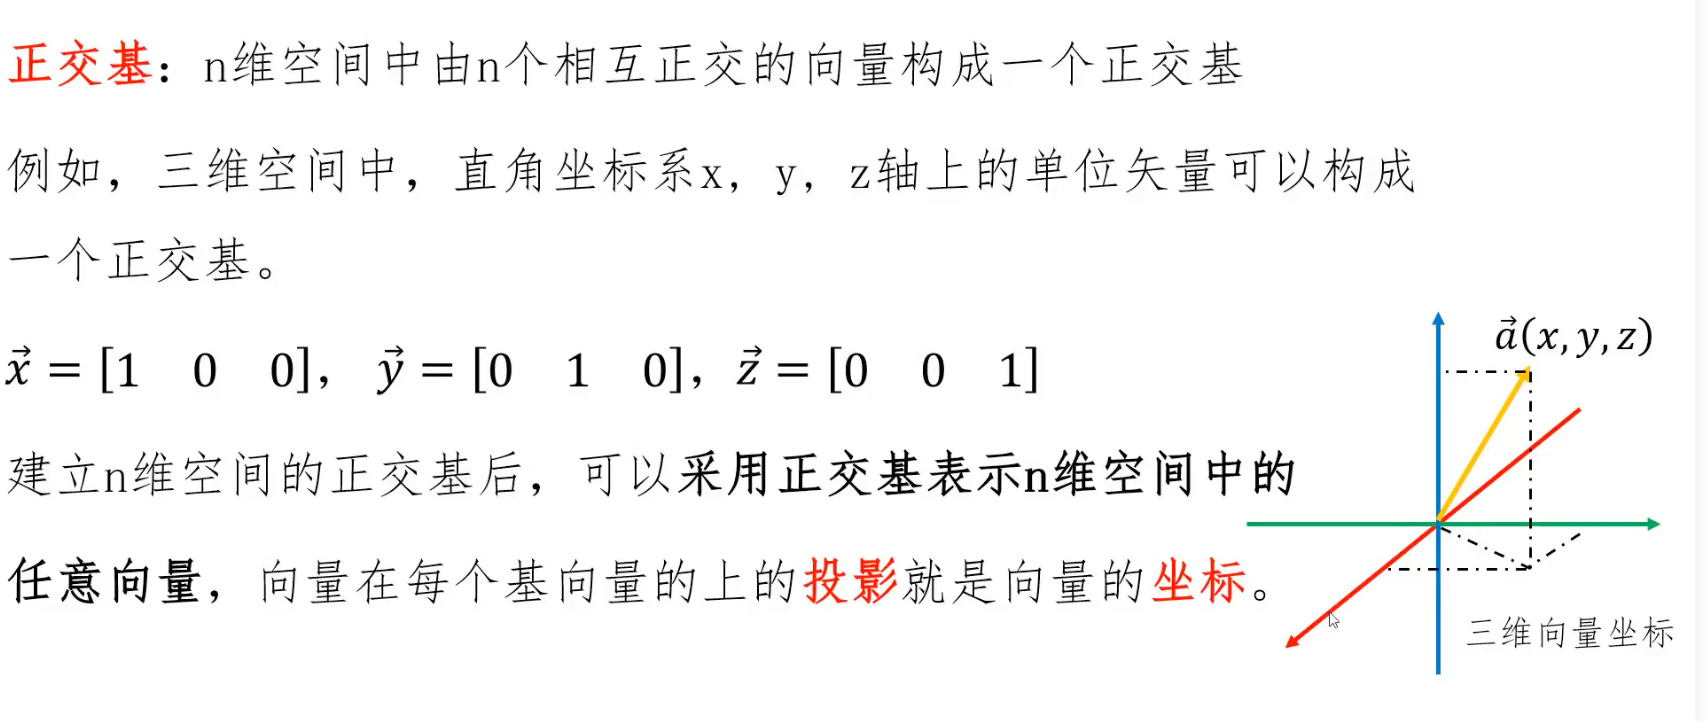 正交基：n维空间中由n个相互正交的向量构成一个正交基
例如，三维空间中，直角坐标系x，y，z轴上的单位矢量可以构成
一个正交基。
$\vec{x} = [1 \quad 0 \quad 0]$， $\vec{y} = [0 \quad 1 \quad 0]$，$\vec{z} = [0 \quad 0 \quad 1]$
建立n维空间的正交基后，可以采用正交基表示n维空间中的
任意向量，向量在每个基向量的上的投影就是向量的坐标。
$\vec{a}(x, y, z)$
三维向量坐标